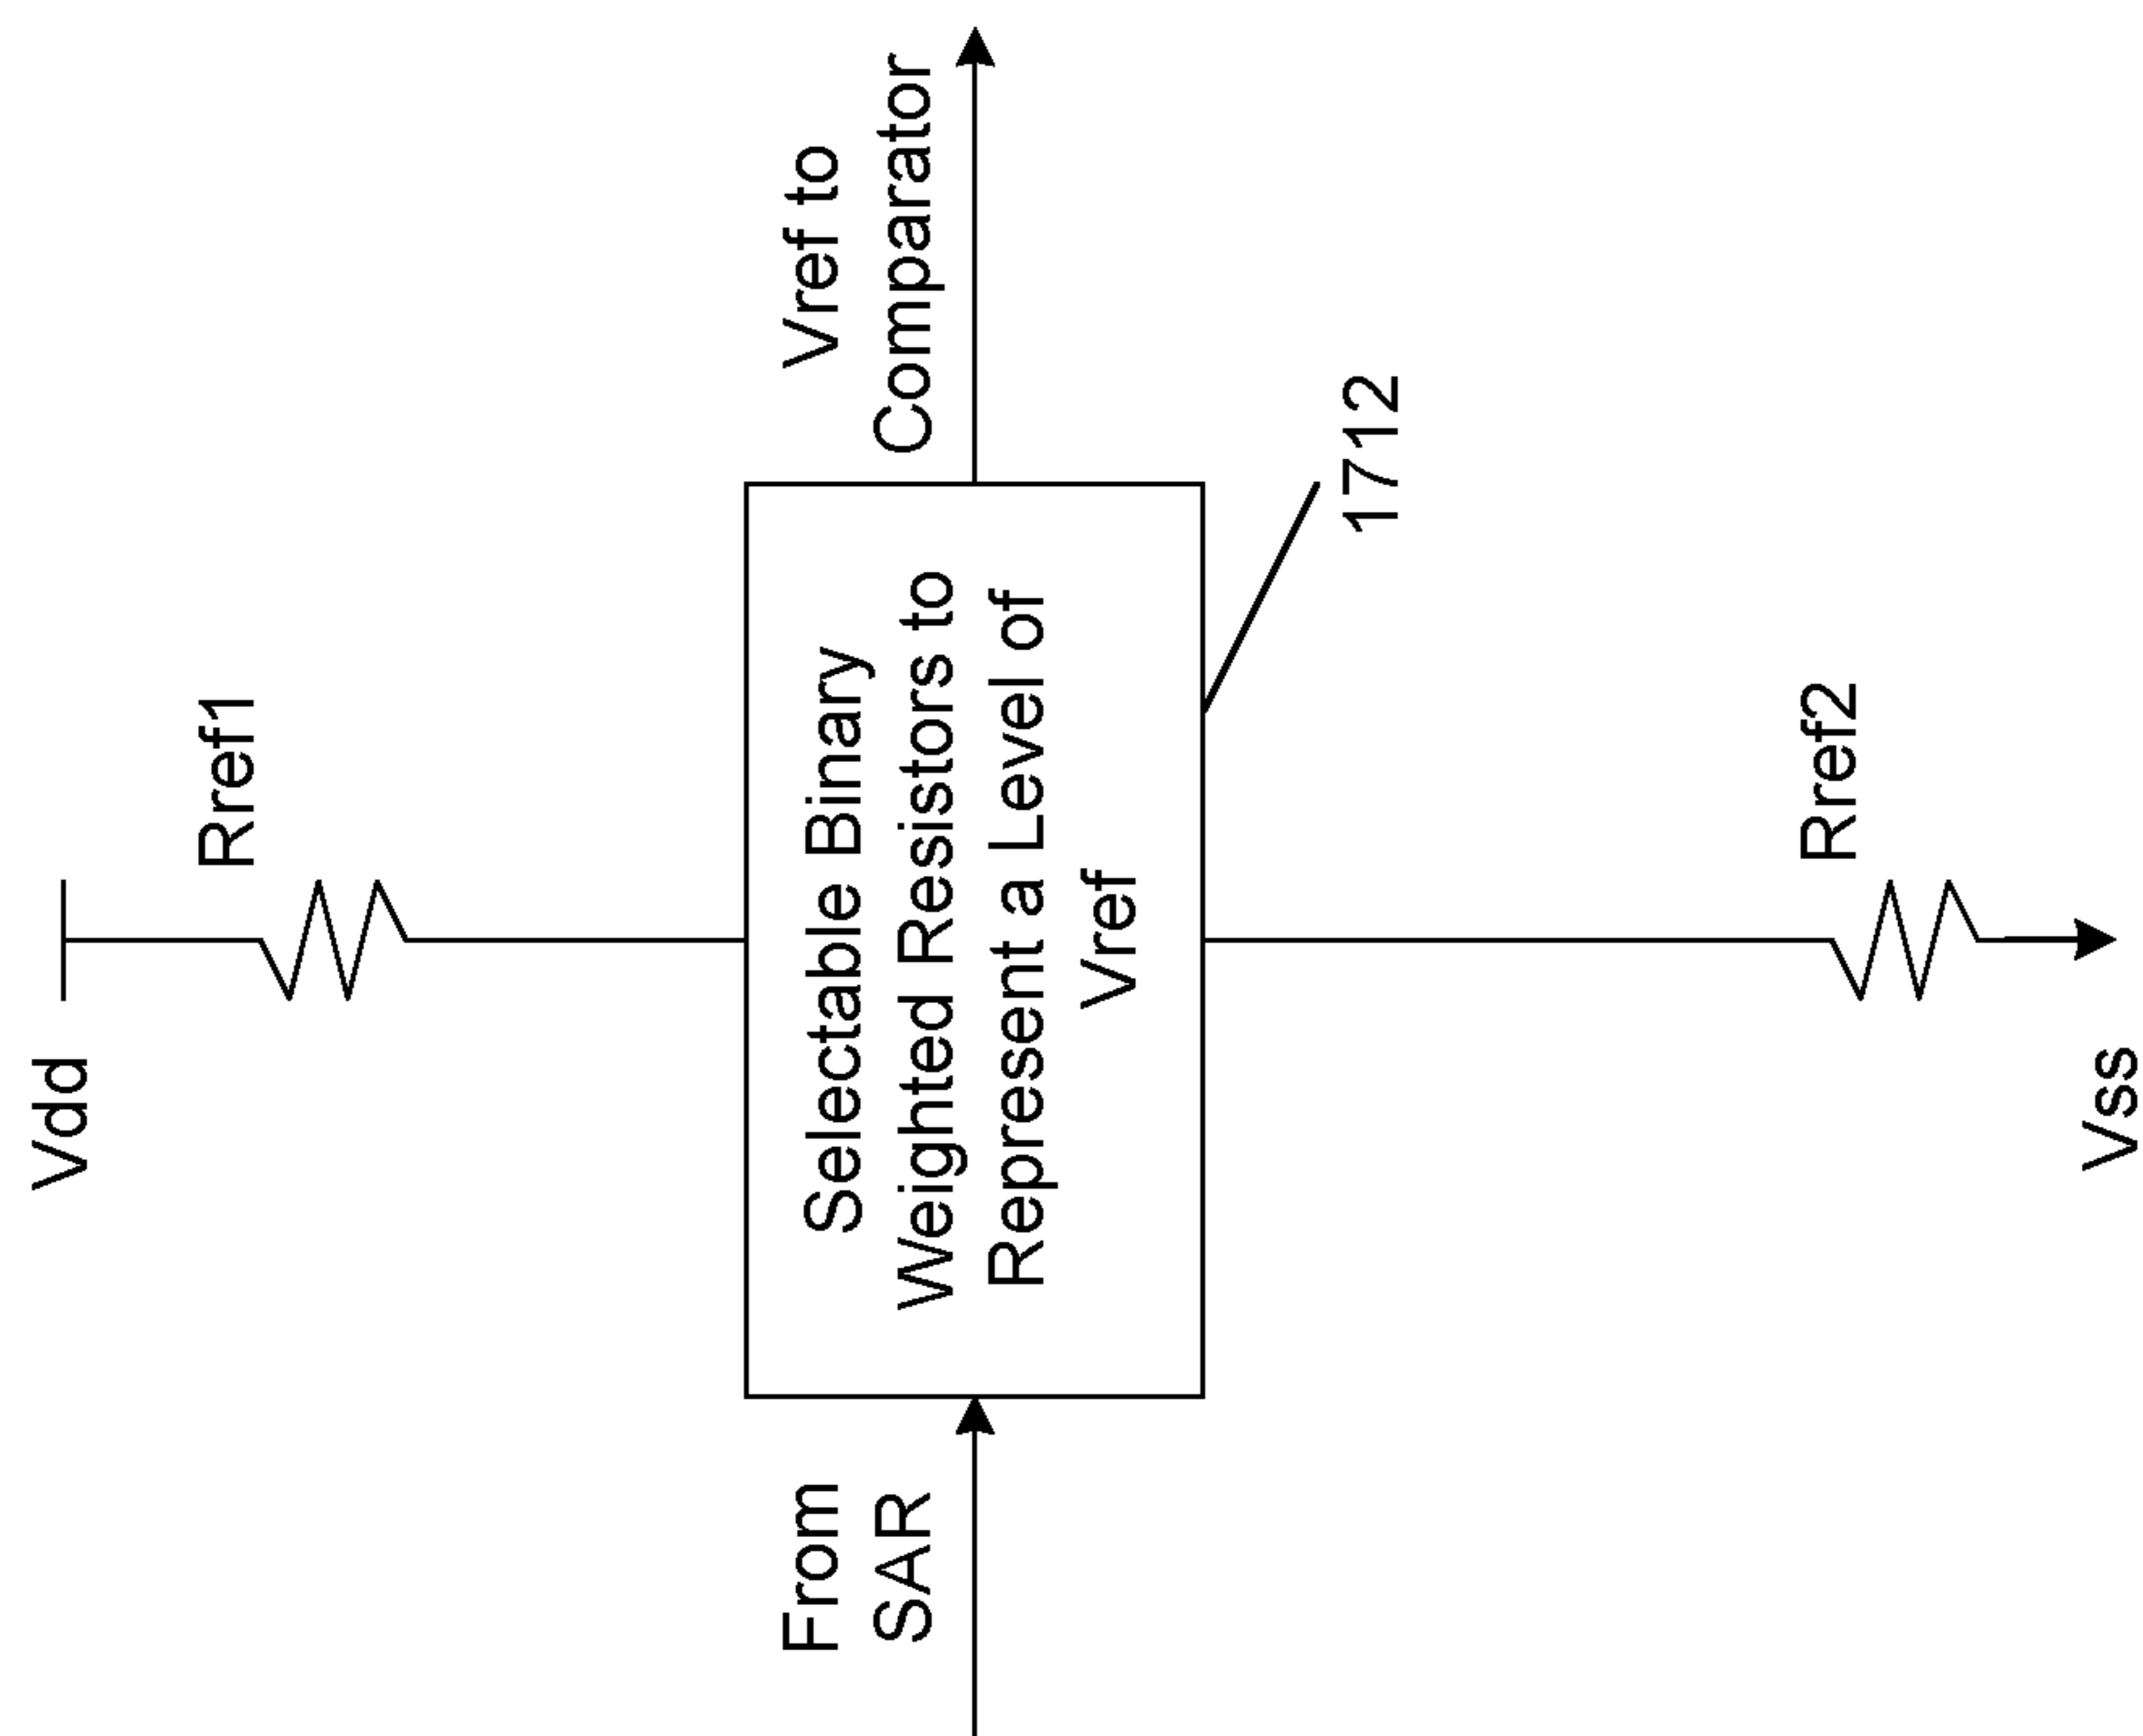 Vdd
Rref1
From
SAR
Selectable Binary
Weighted Resistors to
Represent a Level of
Vref
Vref to
Comparator
1712
Rref2
Vss